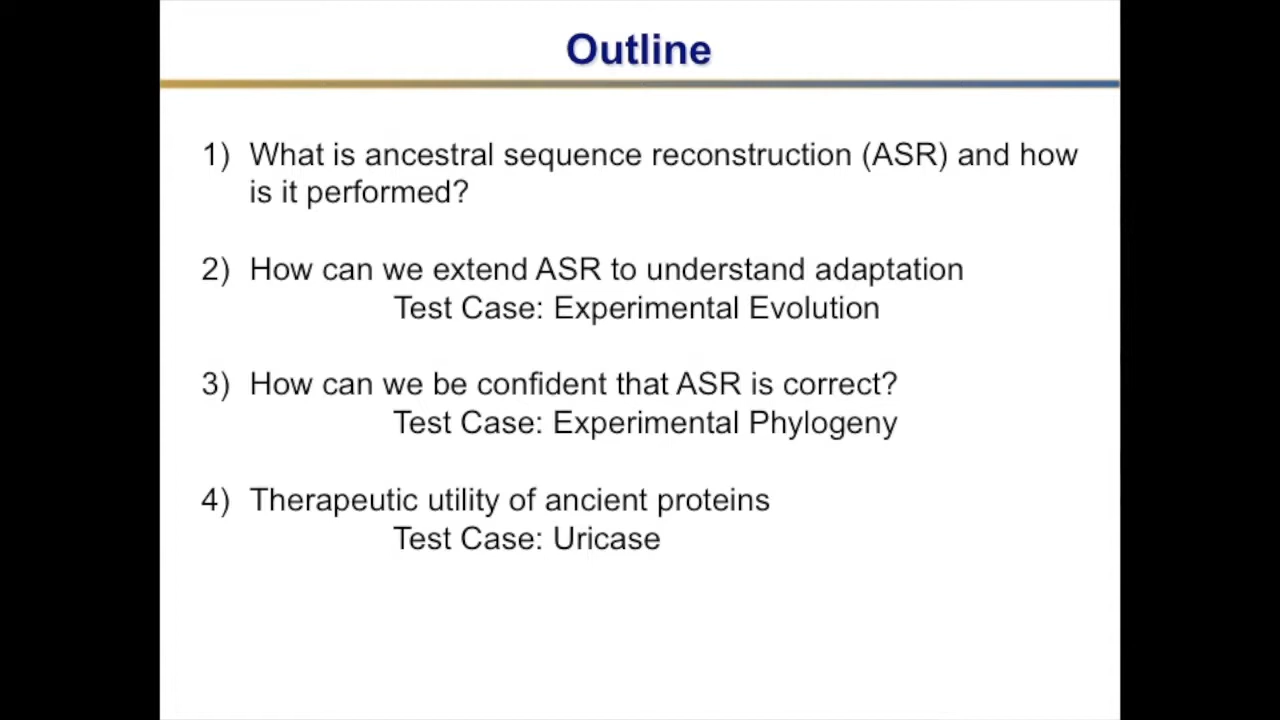 Outline
1) What is ancestral sequence reconstruction (ASR) and how
is it performed?
2) How can we extend ASR to understand adaptation
Test Case: Experimental Evolution
3) How can we be confident that ASR is correct?
Test Case: Experimental Phylogeny
4) Therapeutic utility of ancient proteins
Test Case: Uricase